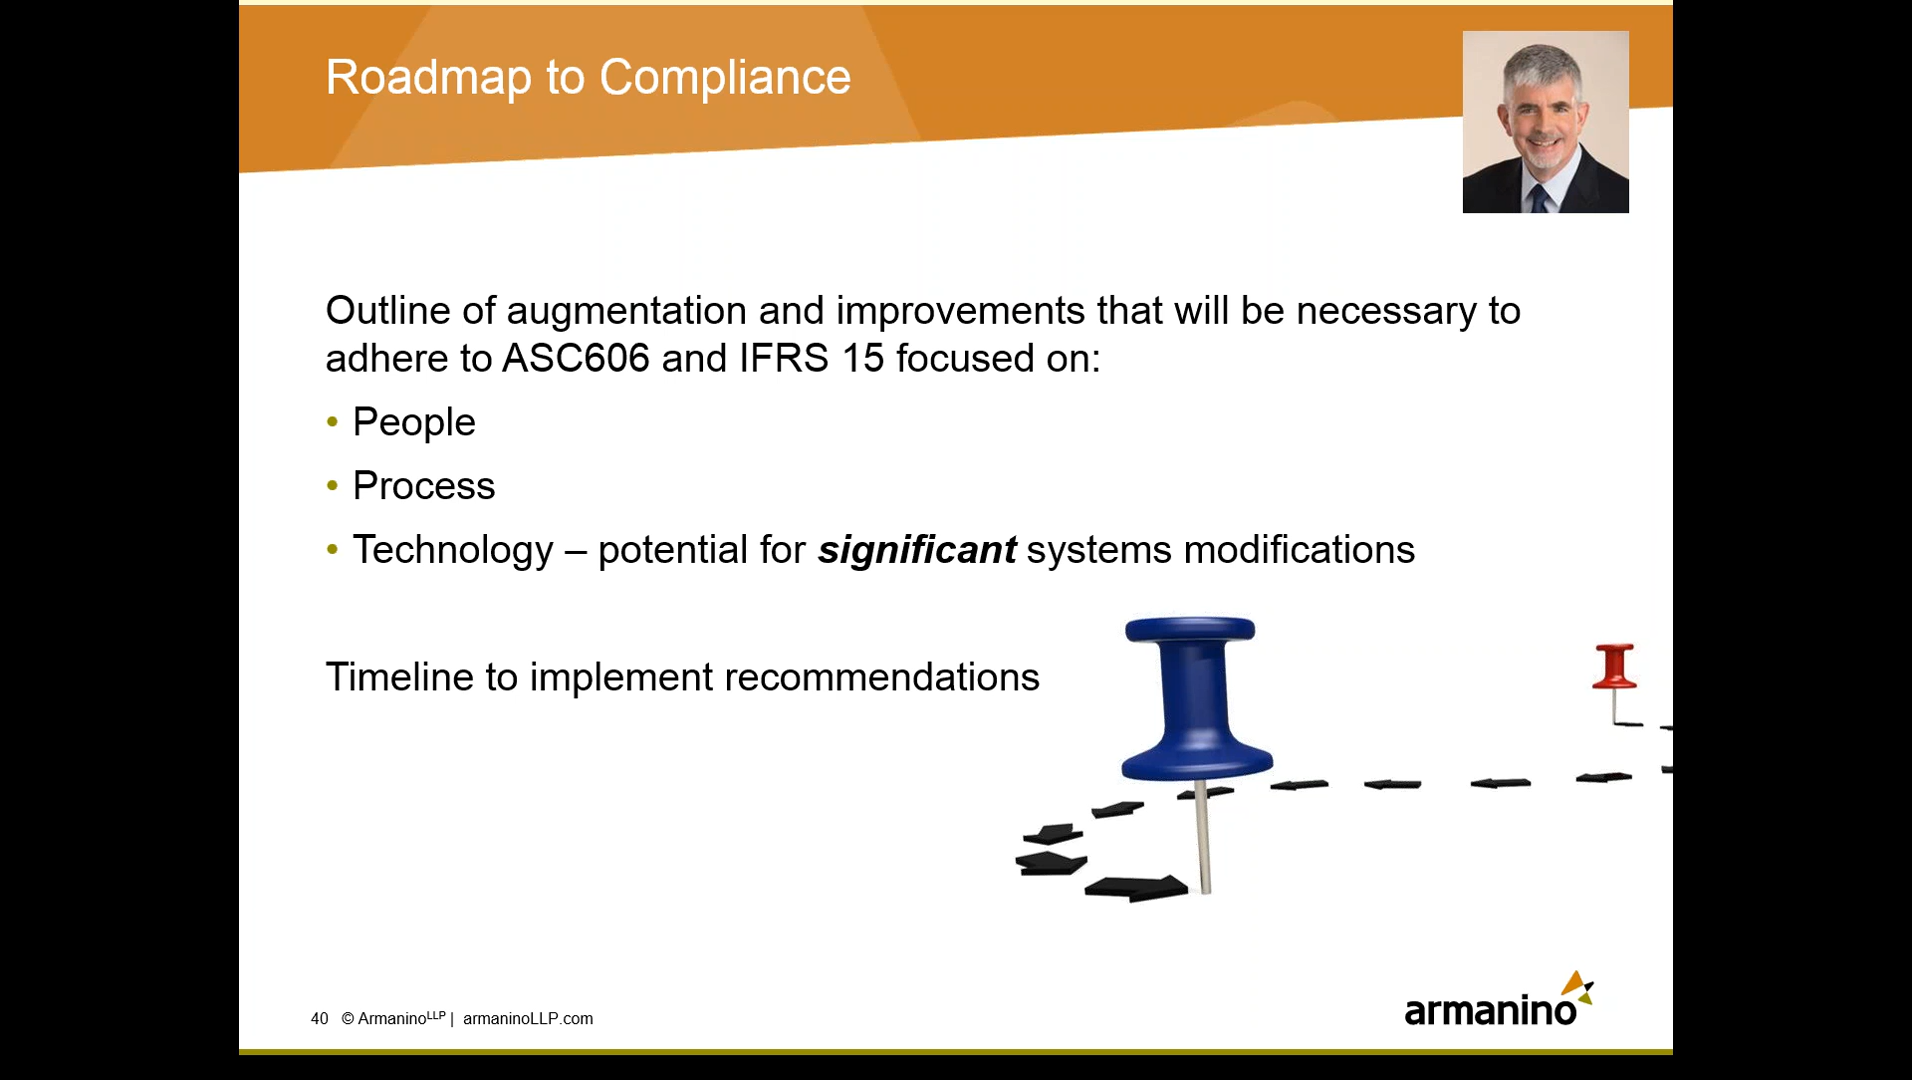 Roadmap to Compliance
Outline of augmentation and improvements that will be necessary to
adhere to ASC606 and IFRS 15 focused on:
• People
• Process
• Technology – potential for significant systems modifications
Timeline to implement recommendations
40 © ArmaninoLLP | armaninoLLP.com
armanino